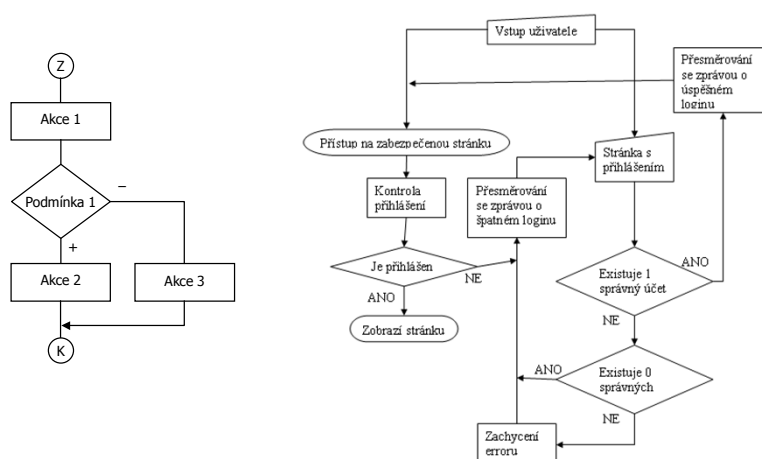 Z
Akce 1
Podmínka 1
–
+
Akce 2
Akce 3
K
Vstup uživatele
Přesměrování
se zprávou o
úspěšném
loginu
Přístup na zabezpečenou stránku
Stránka s
přihlášením
Kontrola
přihlášení
Přesměrování
se zprávou o
špatném loginu
Je přihlášen
NE
ANO
Zobrazí stránku
Existuje 1
správný účet
ANO
NE
Existuje 0
správných
ANO
NE
Zachycení
erroru